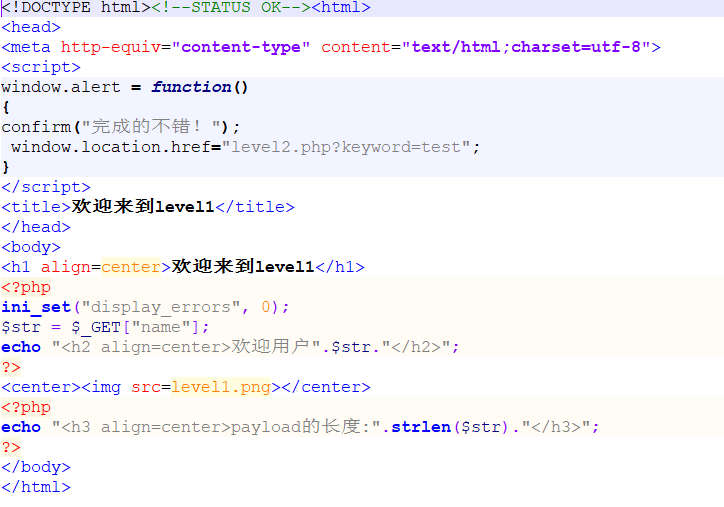 <!DOCTYPE html><!--STATUS OK--><html>
<head>
<meta http-equiv="content-type" content="text/html;charset=utf-8">
<script>
window.alert = function()
{
confirm("完成的不错！");
 window.location.href="level2.php?keyword=test";
}
</script>
<title>欢迎来到level1</title>
</head>
<body>
<h1 align=center>欢迎来到level1</h1>
<?php
ini_set("display_errors", 0);
$str = $_GET["name"];
echo "<h2 align=center>欢迎用户".$str."</h2>";
?>
<center><img src=level1.png></center>
<?php
echo "<h3 align=center>payload的长度:".strlen($str)."</h3>";
?>
</body>
</html>